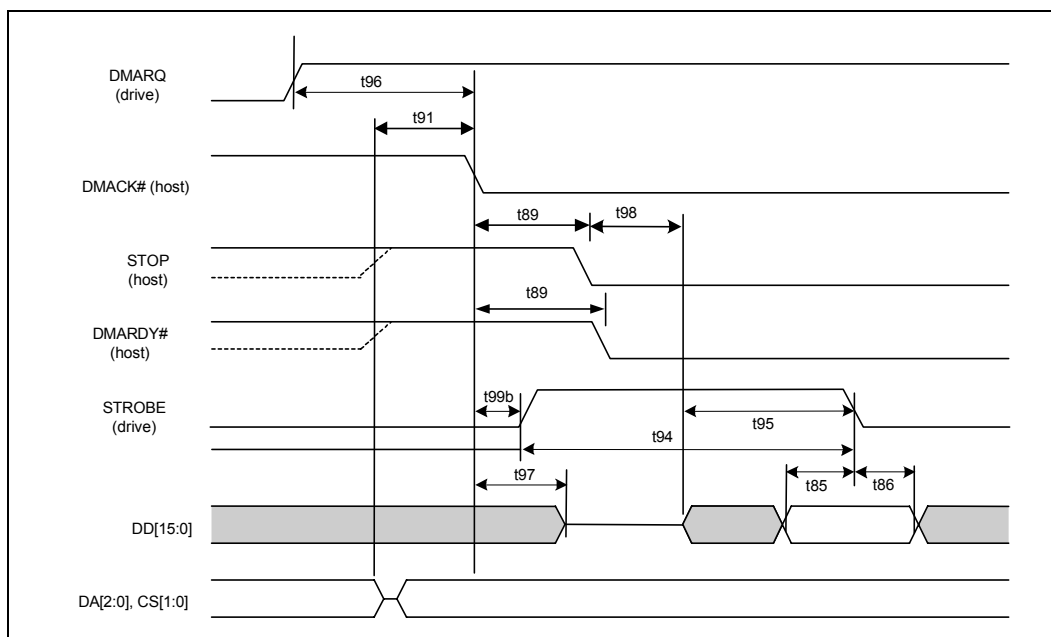 DMARQ
(drive)
t96
t91
DMACK# (host)
t89
t98
STOP
(host)
t89
DMARDY#
(host)
t99b
STROBE
(drive)
t95
t94
t97
t85
t86
DD[15:0]
DA[2:0], CS[1:0]